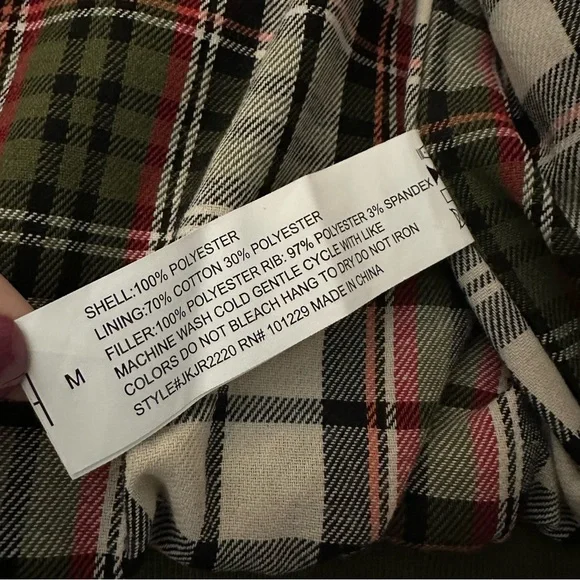 SHELL:100% POLYESTER
LINING:70% COTTON 30% POLYESTER
FILLER:100% POLYESTER RIB: 97% POLYESTER 3% SPANDEX
MACHINE WASH COLD GENTLE CYCLE WITH LIKE
COLORS DO NOT BLEACH HANG TO DRY DO NOT IRON
STYLE#JKJR2220 RN# 101229 MADE IN CHINA
M